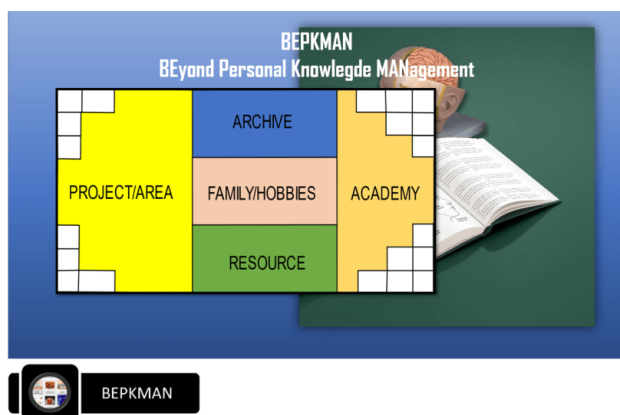 BEPKMAN
BEyond Personal Knowlegde MANagement
ARCHIVE
PROJECT/AREA
FAMILY/HOBBIES
ACADEMY
RESOURCE
BEPKMAN